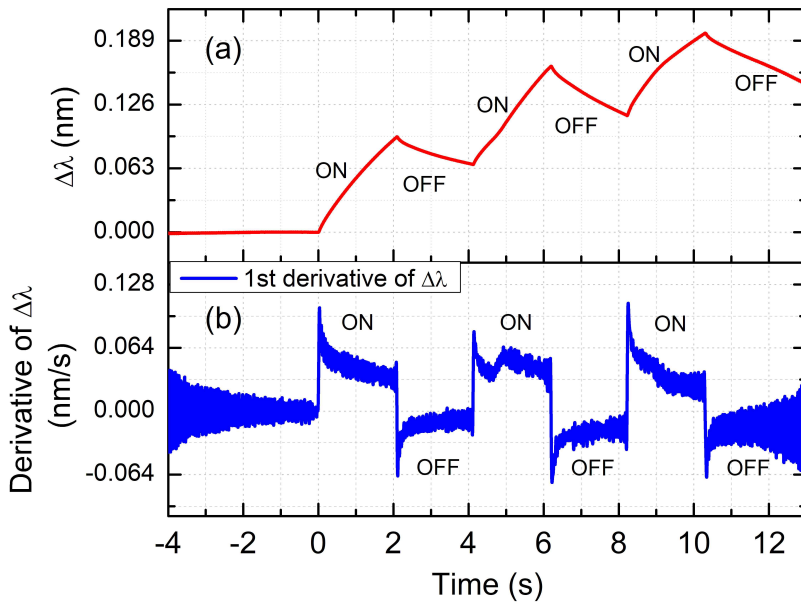 (a)
0.189
0.126
0.063
0.000
Δλ (nm)
ON
OFF
ON
OFF
ON
OFF
1st derivative of Δλ
(b)
0.128
0.064
0.000
-0.064
Derivative of Δλ
(nm/s)
ON
OFF
ON
OFF
ON
OFF
-4 -2 0 2 4 6 8 10 12
Time (s)